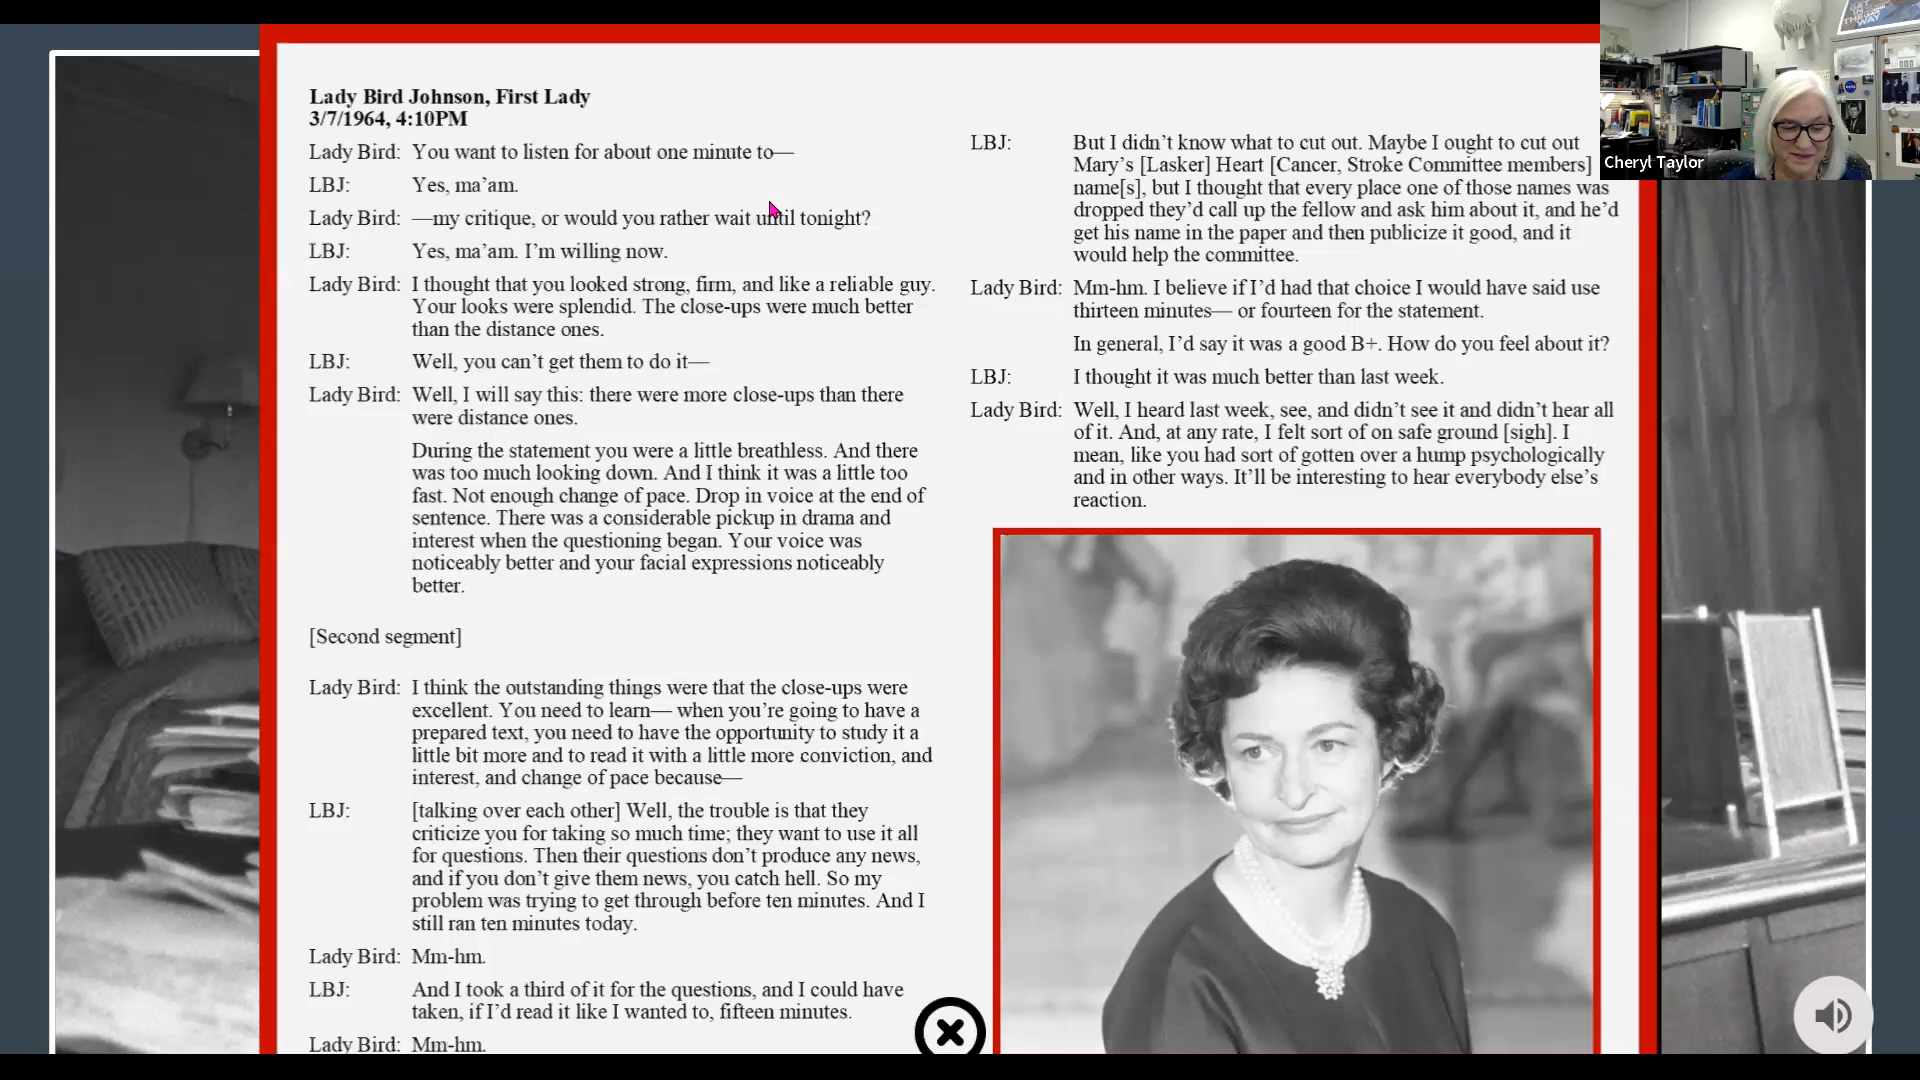 Lady Bird Johnson, First Lady
3/7/1964, 4:10PM
Lady Bird: You want to listen for about one minute to—
LBJ: Yes, ma’am.
Lady Bird: —my critique, or would you rather wait until tonight?
LBJ: Yes, ma’am. I’m willing now.
Lady Bird: I thought that you looked strong, firm, and like a reliable guy.
Your looks were splendid. The close-ups were much better
than the distance ones.
LBJ: Well, you can’t get them to do it—
Lady Bird: Well, I will say this: there were more close-ups than there
were distance ones.
During the statement you were a little breathless. And there
was too much looking down. And I think it was a little too
fast. Not enough change of pace. Drop in voice at the end of
sentence. There was a considerable pickup in drama and
interest when the questioning began. Your voice was
noticeably better and your facial expressions noticeably
better.
[Second segment]
Lady Bird: I think the outstanding things were that the close-ups were
excellent. You need to learn— when you’re going to have a
prepared text, you need to have the opportunity to study it a
little bit more and to read it with a little more conviction, and
interest, and change of pace because—
LBJ: [talking over each other] Well, the trouble is that they
criticize you for taking so much time; they want to use it all
for questions. Then their questions don’t produce any news,
and if you don’t give them news, you catch hell. So my
problem was trying to get through before ten minutes. And I
still ran ten minutes today.
Lady Bird: Mm-hm.
LBJ: And I took a third of it for the questions, and I could have
taken, if I’d read it like I wanted to, fifteen minutes.
Lady Bird: Mm-hm.
LBJ: But I didn’t know what to cut out. Maybe I ought to cut out
Mary’s [Lasker] Heart [Cancer, Stroke Committee members]
name[s], but I thought that every place one of those names was
dropped they’d call up the fellow and ask him about it, and he’d
get his name in the paper and then publicize it good, and it
would help the committee.
Lady Bird: Mm-hm. I believe if I’d had that choice I would have said use
thirteen minutes— or fourteen for the statement.
In general, I’d say it was a good B+. How do you feel about it?
LBJ: I thought it was much better than last week.
Lady Bird: Well, I heard last week, see, and didn’t see it and didn’t hear all
of it. And, at any rate, I felt sort of on safe ground [sigh]. I
mean, like you had sort of gotten over a hump psychologically
and in other ways. It’ll be interesting to hear everybody else’s
reaction.
GET
IN
THE
WAY
NASA
Cheryl Taylor